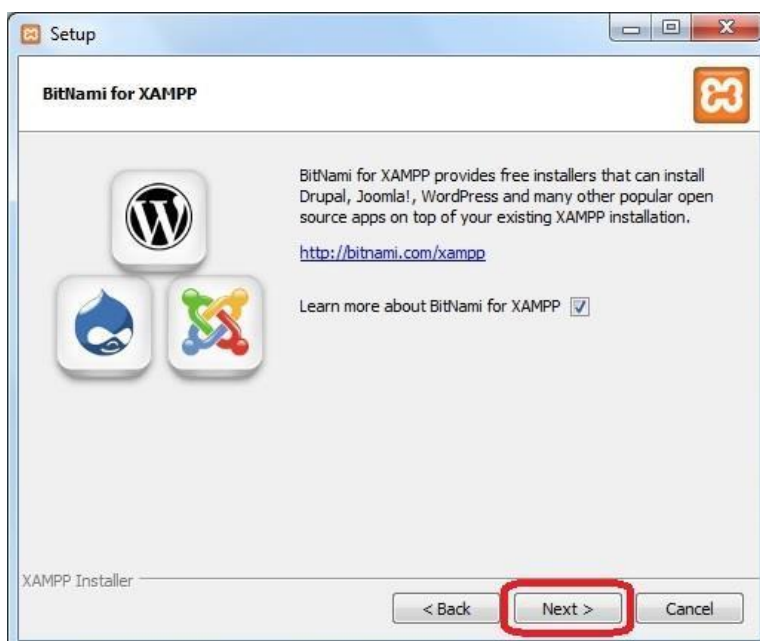 Setup
BitNami for XAMPP
BitNami for XAMPP provides free installers that can install
Drupal, Joomla!, WordPress and many other popular open
source apps on top of your existing XAMPP installation.
http://bitnami.com/xampp
Learn more about BitNami for XAMPP
XAMPP Installer
< Back Next > Cancel